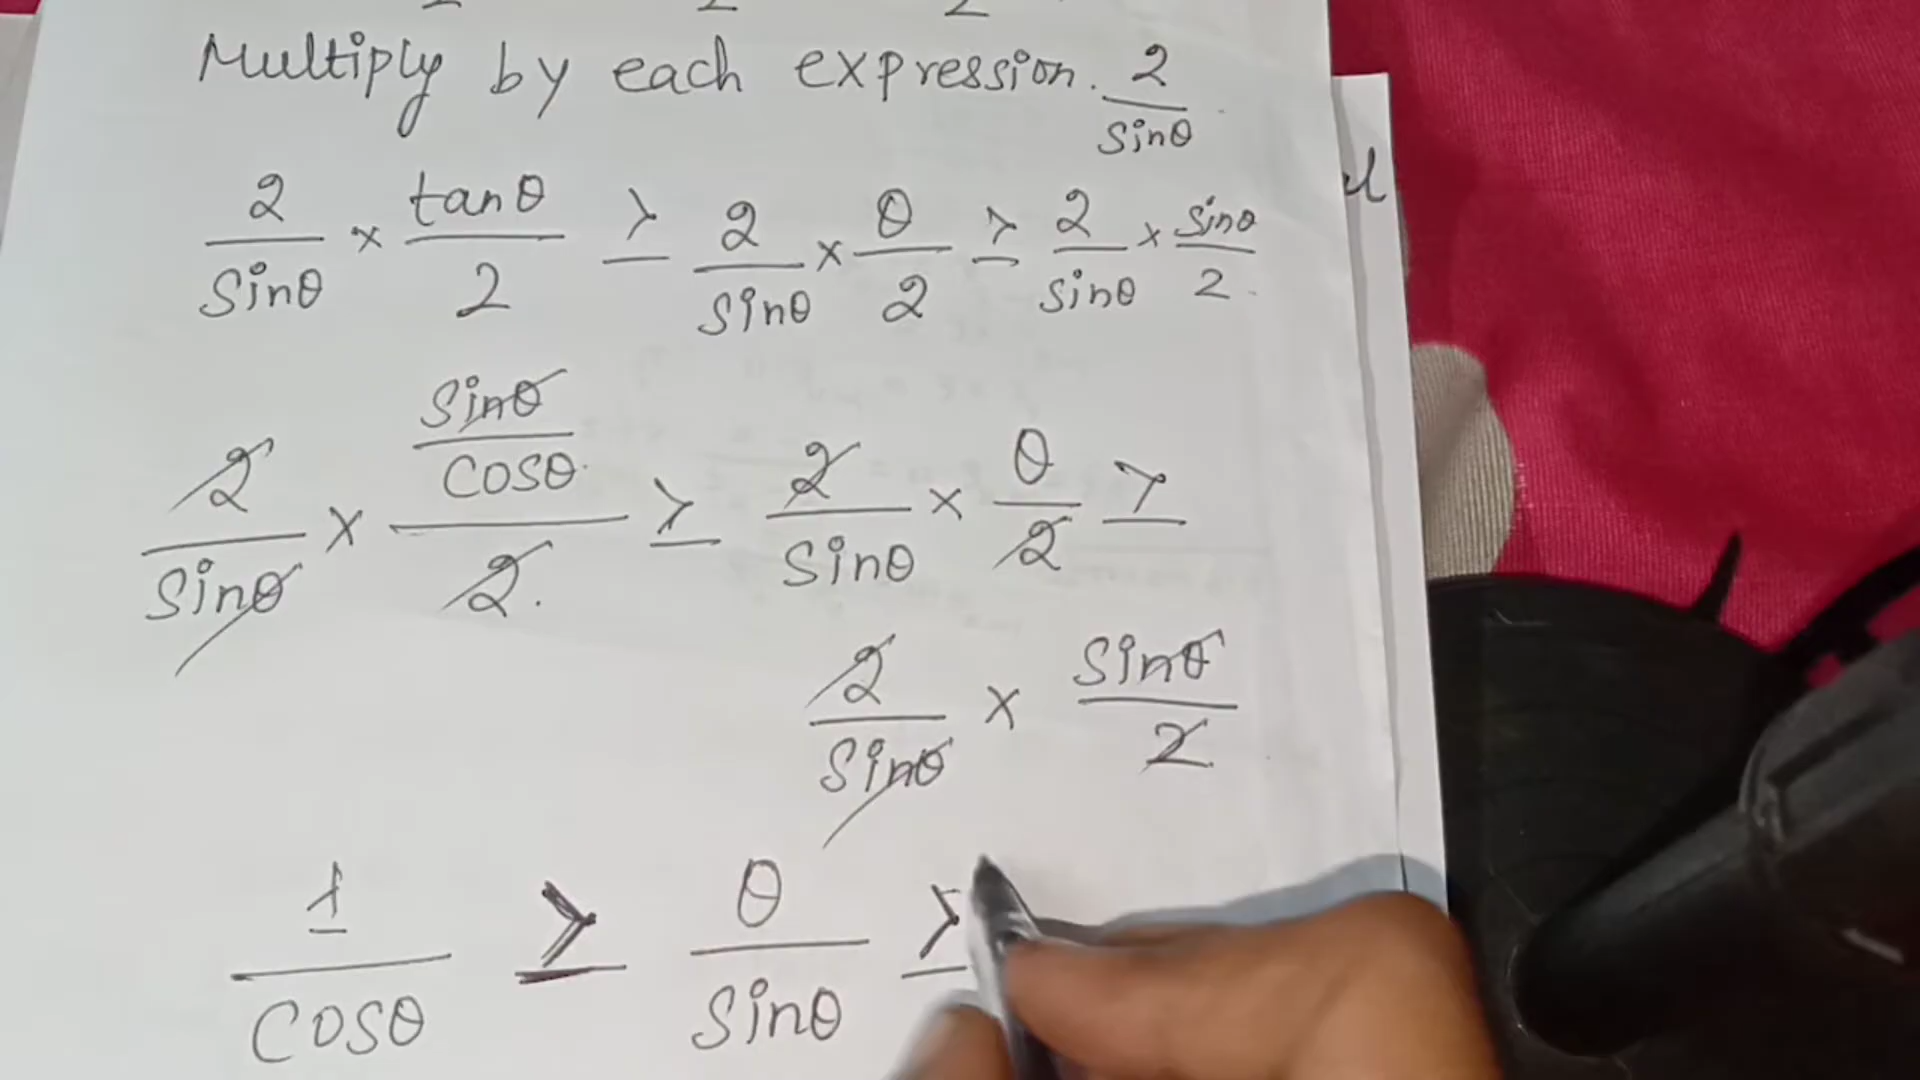 Multiply by each expression. 2/sinθ
2/sinθ × tanθ/2 ≥ 2/sinθ × θ/2 ≥ 2/sinθ × sinθ/2
2/sinθ × (sinθ/cosθ)/2 ≥ 2/sinθ × θ/2 ≥
2/sinθ × sinθ/2
1/cosθ ≥ θ/sinθ ≥